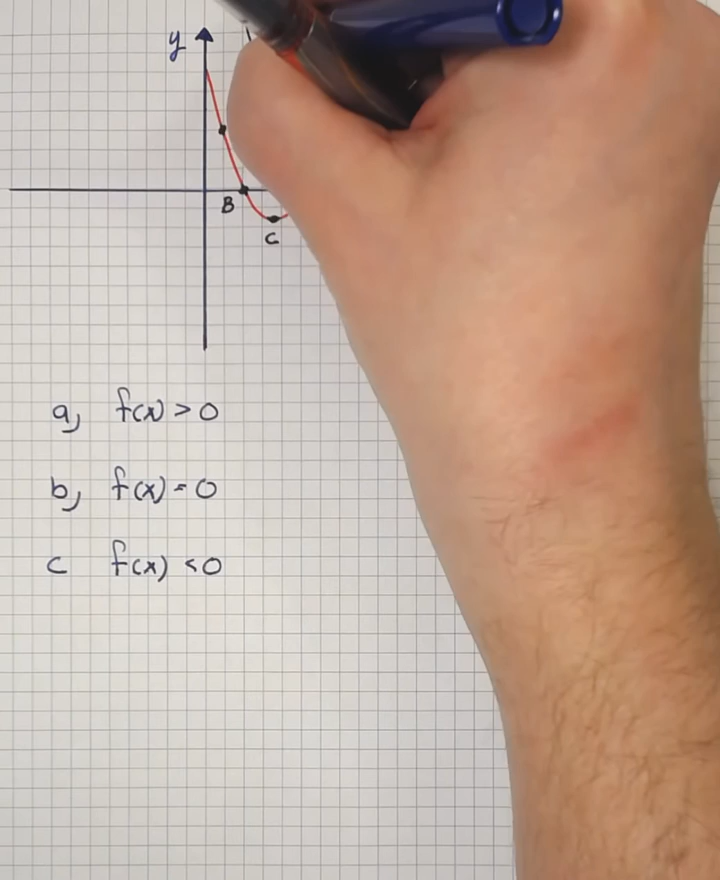 y
B
C
a) f(x) > 0
b) f(x) = 0
c f(x) < 0